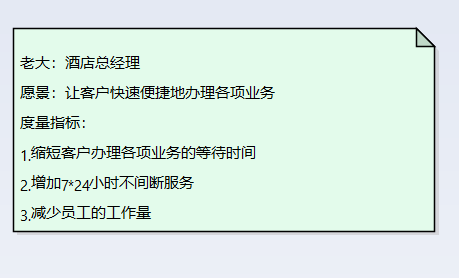 老大：酒店总经理
愿景：让客户快速便捷地办理各项业务
度量指标：
1.缩短客户办理各项业务的等待时间
2.增加7*24小时不间断服务
3.减少员工的工作量